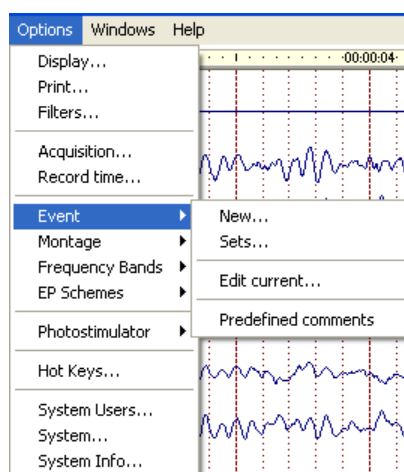 Options Windows Help
Display...
Print...
Filters...
Acquisition...
Record time...
Event
Montage
Frequency Bands
EP Schemes
Photostimulator
Hot Keys...
System Users...
System...
System Info...
00:00:04
New...
Sets...
Edit current...
Predefined comments